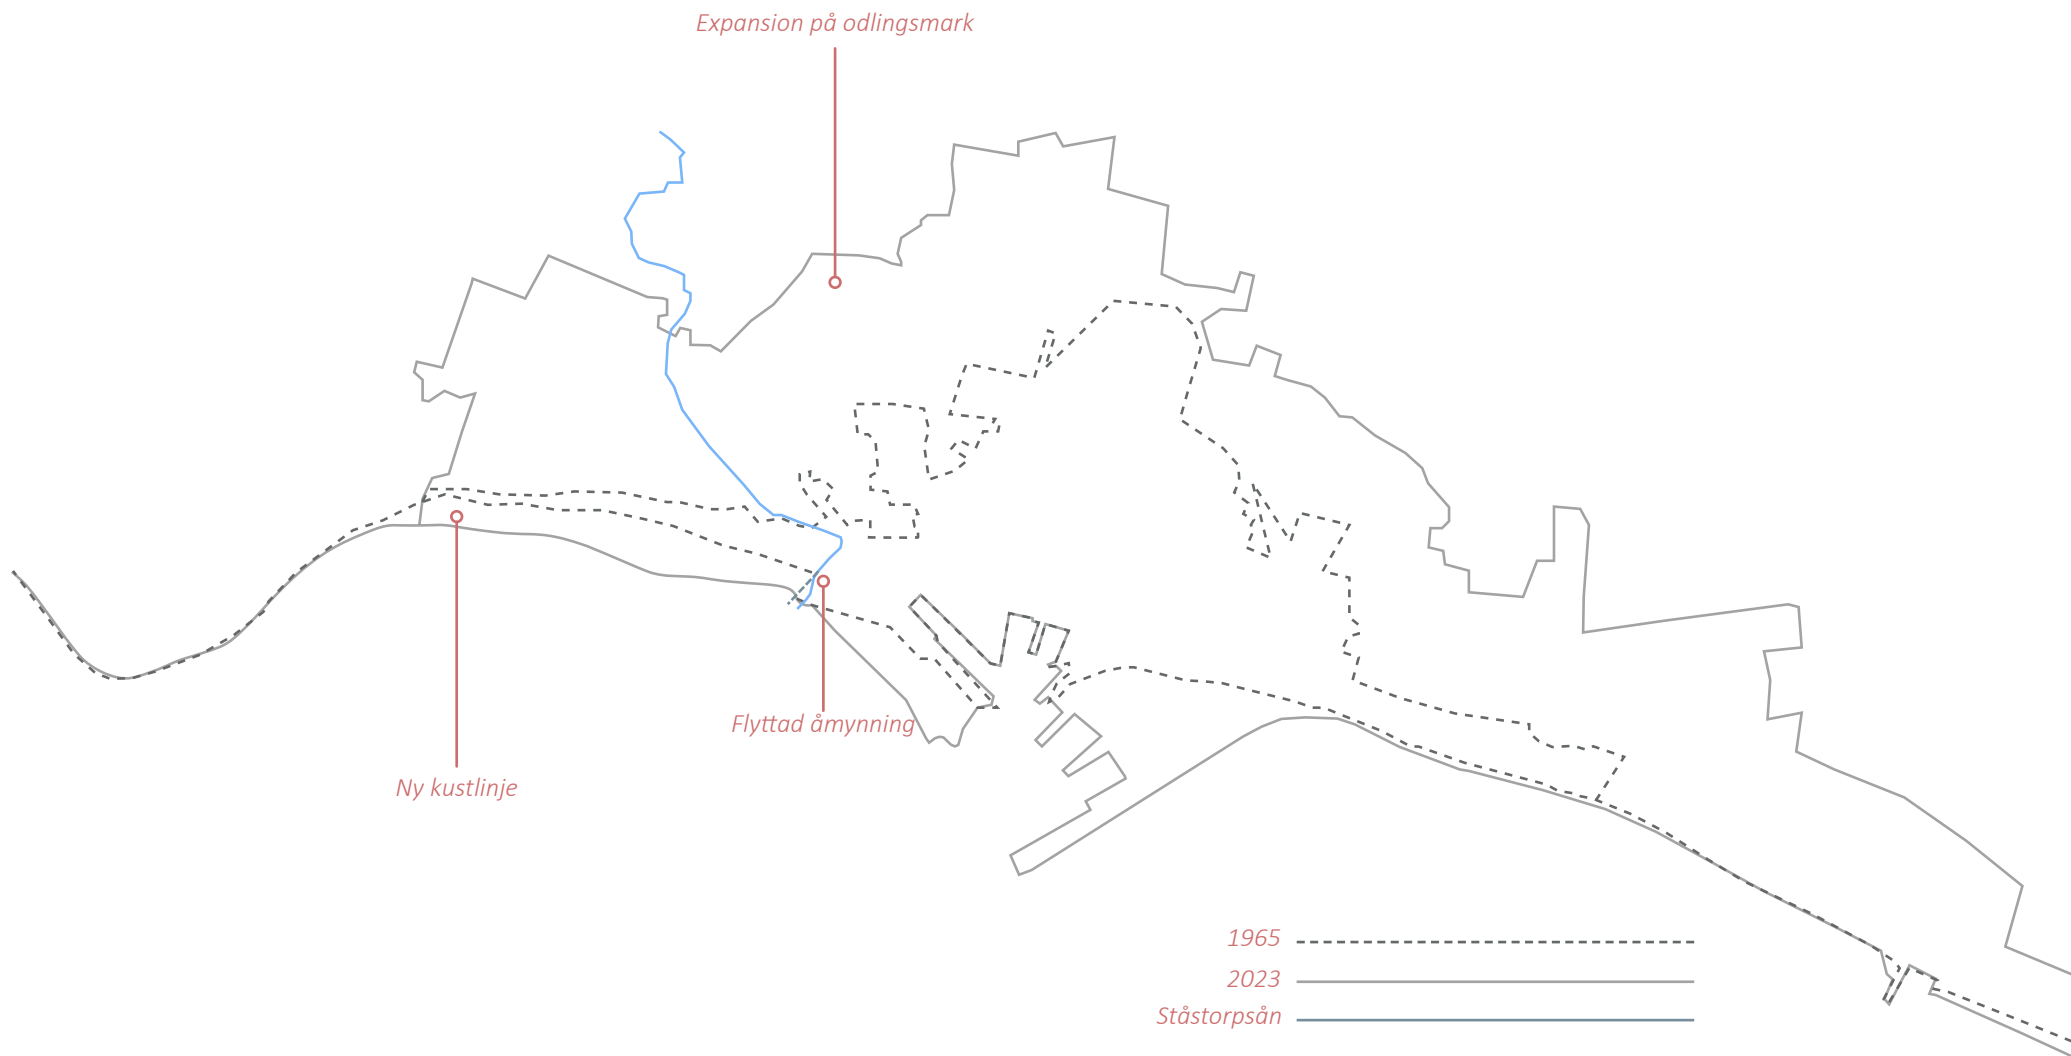 Expansion på odlingsmark
Flyttad åmynning
Ny kustlinje
1965
2023
Ståstorpsån